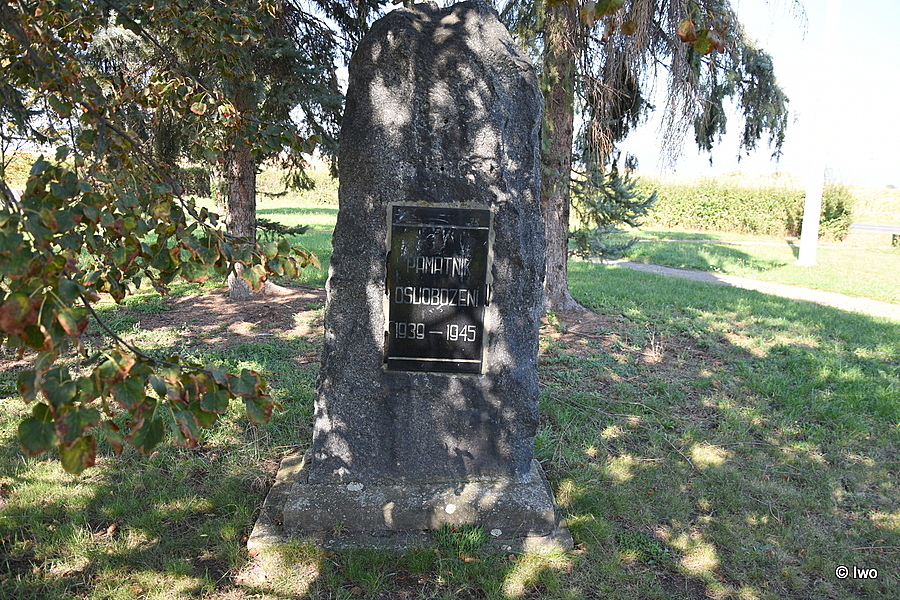 PAMÁTNÍK
OSVOBOZENÍ
1939 — 1945
© Iwo